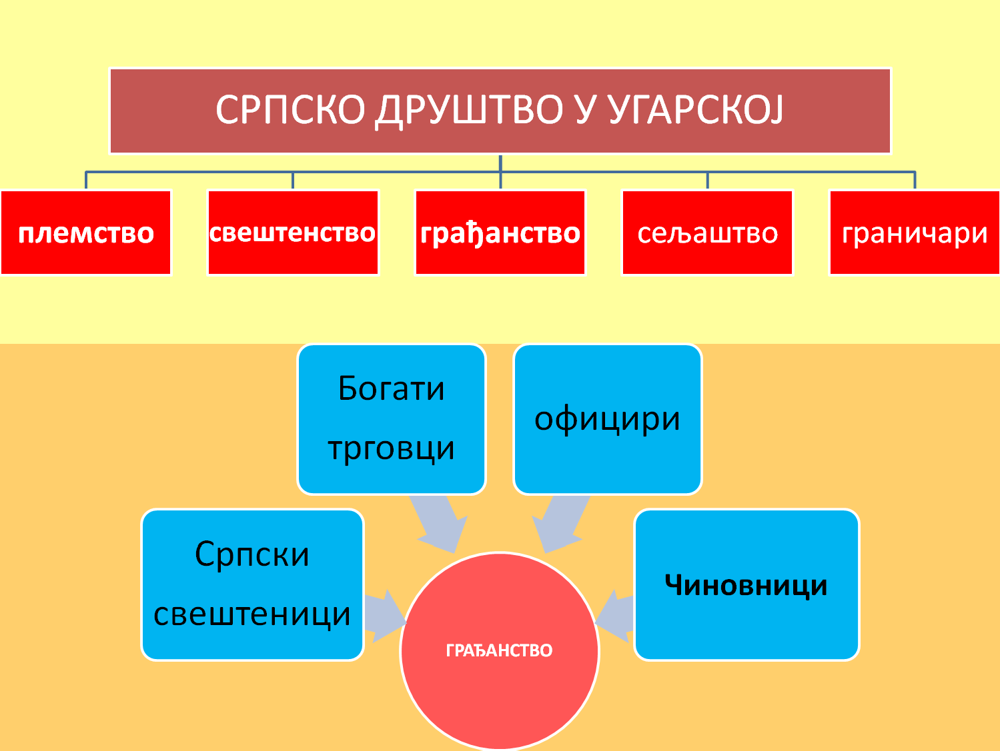 СРПСКО ДРУШТВО У УГАРСКОЈ
племство
свештенство
грађанство
сељаштво
граничари
Богати
трговци
официри
Српски
свештеници
Чиновници
ГРАЂАНСТВО